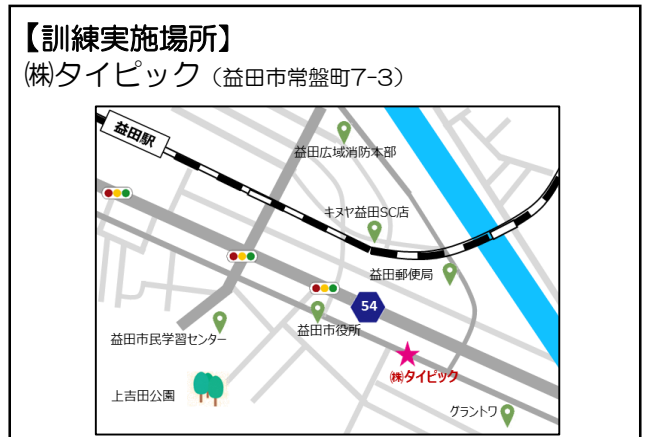 【訓練実施場所】
㈱タイピック（益田市常盤町7-3）
益田駅
益田広域消防本部
キヌヤ益田SC店
益田郵便局
54
益田市役所
益田市民学習センター
㈱タイピック
上吉田公園
グラントワ